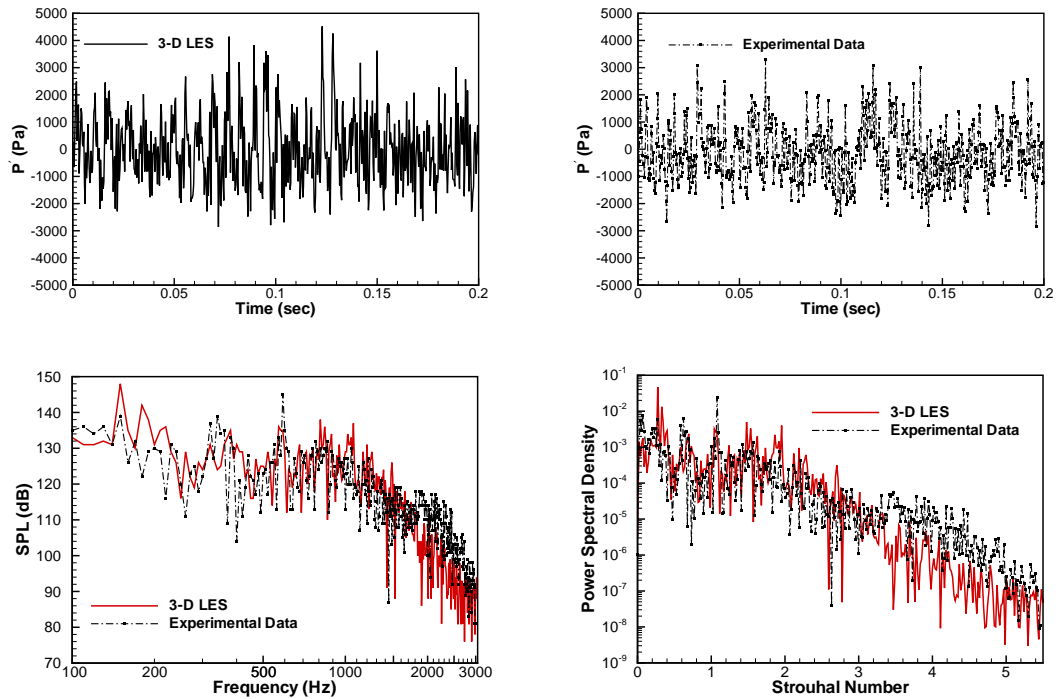 5000
4000
3000
2000
1000
0
-1000
-2000
-3000
-4000
-5000
P' (Pa)
3-D LES
0 0.05 0.1 0.15 0.2
Time (sec)
5000
4000
3000
2000
1000
0
-1000
-2000
-3000
-4000
-5000
P' (Pa)
Experimental Data
0 0.05 0.1 0.15 0.2
Time (sec)
150
140
130
120
110
100
90
80
70
SPL (dB)
3-D LES
Experimental Data
100 200 500 1000 2000 3000
Frequency (Hz)
10-1
10-2
10-3
10-4
10-5
10-6
10-7
10-8
10-9
Power Spectral Density
3-D LES
Experimental Data
0 1 2 3 4 5
Strouhal Number